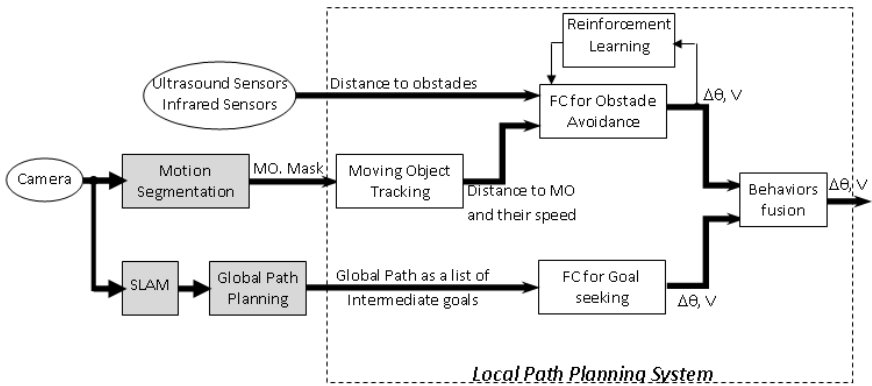 Reinforcement
Learning
Ultrasound Sensors
Infrared Sensors
Distance to obstades
FC for Obstade
Avoidance
Δθ, V
Camera
Motion
Segmentation
MO. Mask
Moving Object
Tracking
Distance to MO
and their speed
Behaviors
fusion
Δθ, V
SLAM
Global Path
Planning
Global Path as a list of
Intermediate goals
FC for Goal
seeking
Δθ, V
Local Path Planning System